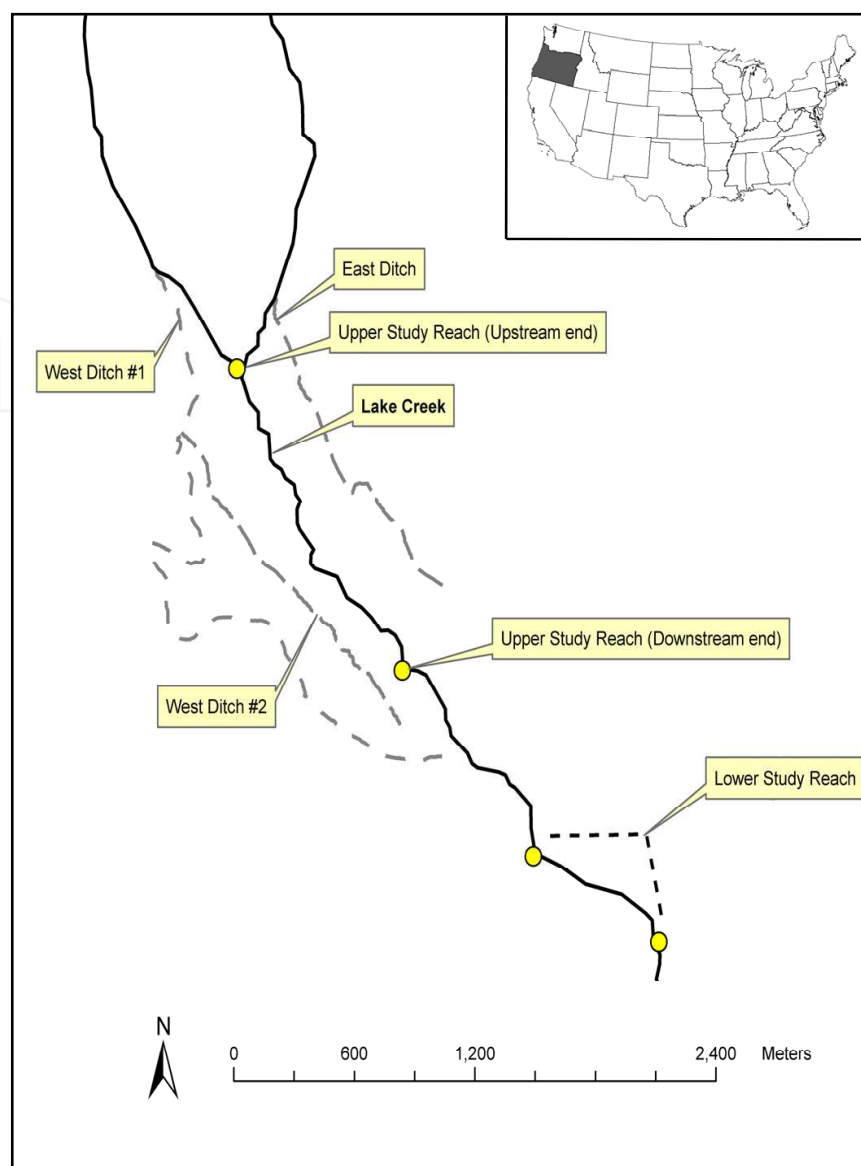 East Ditch
Upper Study Reach (Upstream end)
West Ditch #1
Lake Creek
Upper Study Reach (Downstream end)
West Ditch #2
Lower Study Reach
N
0 600 1,200 2,400 Meters